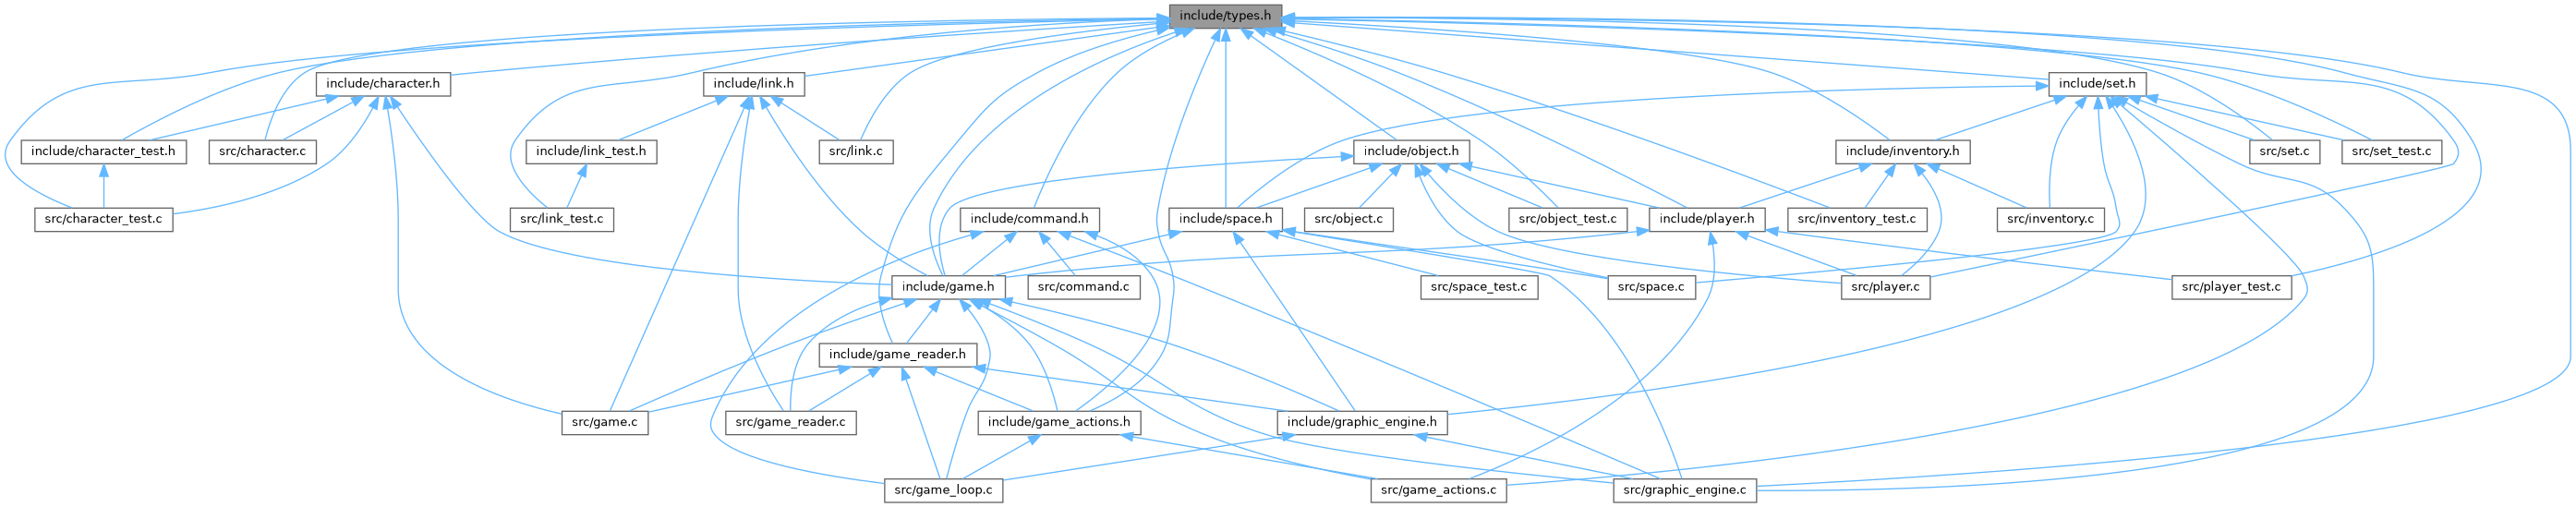 include/types.h
include/character.h
include/link.h
include/set.h
include/character_test.h
src/character.c
include/link_test.h
src/link.c
include/object.h
include/inventory.h
src/set.c
src/set_test.c
src/character_test.c
src/link_test.c
include/command.h
include/space.h
src/object.c
src/object_test.c
include/player.h
src/inventory_test.c
src/inventory.c
include/game.h
src/command.c
src/space_test.c
src/space.c
src/player.c
src/player_test.c
include/game_reader.h
src/game.c
src/game_reader.c
include/game_actions.h
include/graphic_engine.h
src/game_loop.c
src/game_actions.c
src/graphic_engine.c